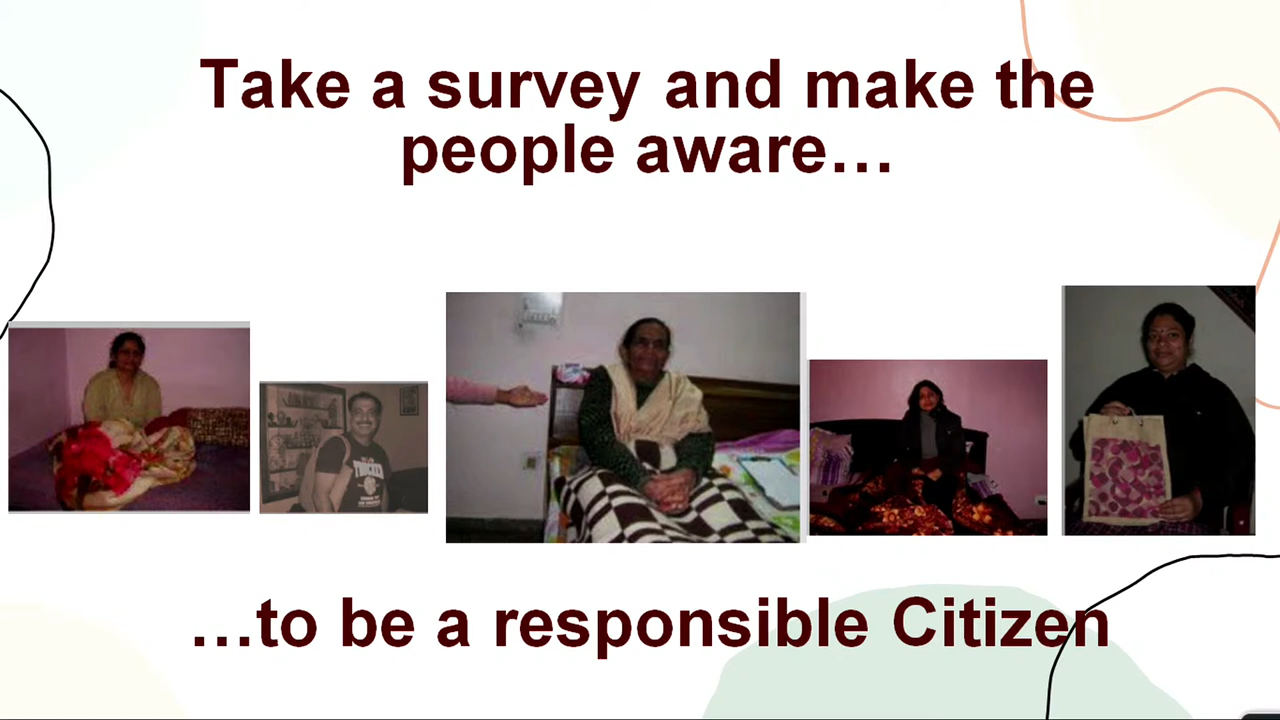 Take a survey and make the
people aware…
…to be a responsible Citizen